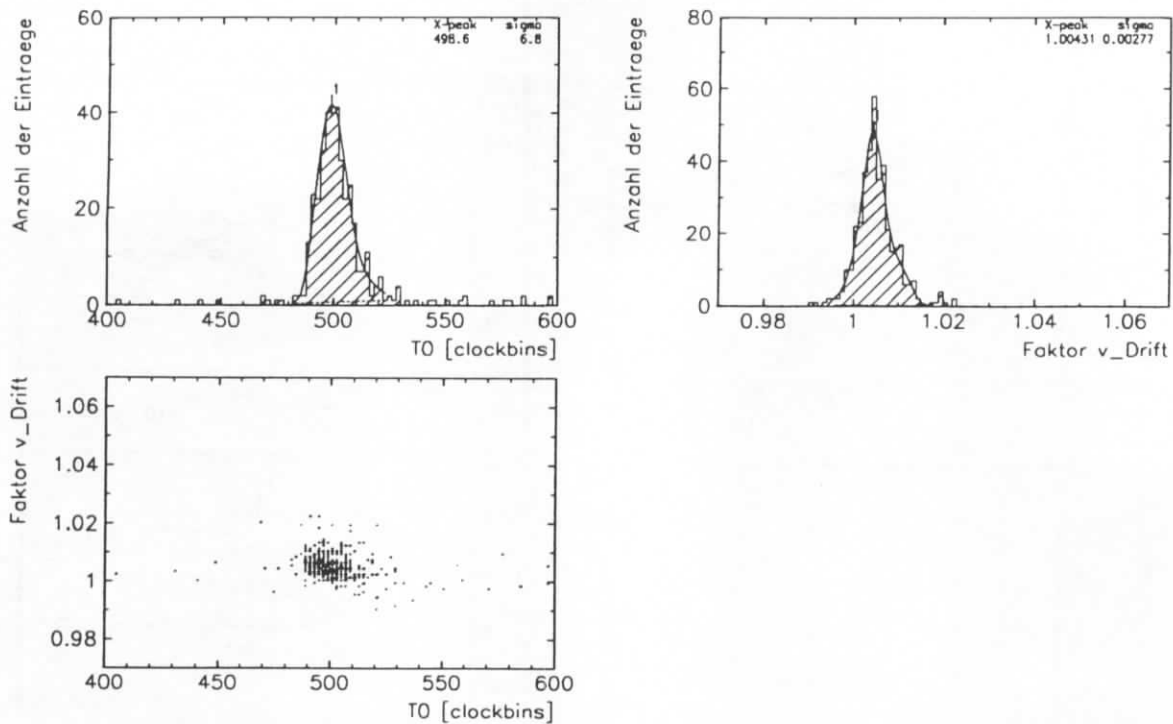 60
40
20
0
Anzahl der Eintraege
X-peak sigma
498.6 6.8
400 450 500 550 600
T0 [clockbins]
80
60
40
20
0
Anzahl der Eintraege
X-peak sigma
1.00431 0.00277
0.98 1 1.02 1.04 1.06
Faktor v_Drift
1.06
1.04
1.02
1
0.98
Faktor v_Drift
400 450 500 550 600
T0 [clockbins]